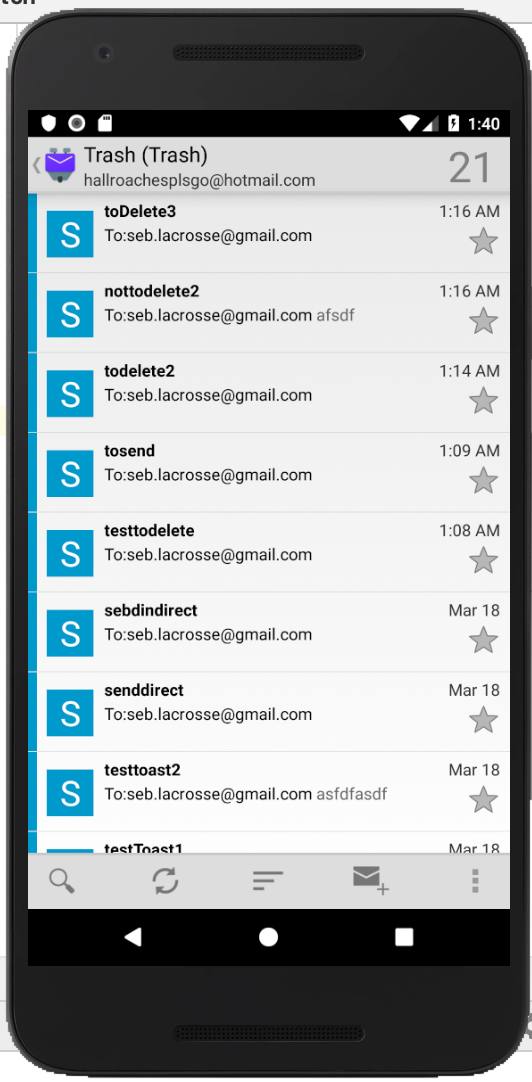 1:40
Trash (Trash)
hallroachesplsgo@hotmail.com
21
S
toDelete3
1:16 AM
To:seb.lacrosse@gmail.com
S
nottodelete2
1:16 AM
To:seb.lacrosse@gmail.com afsdf
S
todelete2
1:14 AM
To:seb.lacrosse@gmail.com
S
tosend
1:09 AM
To:seb.lacrosse@gmail.com
S
testtodelete
1:08 AM
To:seb.lacrosse@gmail.com
S
sebdindirect
Mar 18
To:seb.lacrosse@gmail.com
S
senddirect
Mar 18
To:seb.lacrosse@gmail.com
S
testtoast2
Mar 18
To:seb.lacrosse@gmail.com asfdfasdf
testToast1
Mar 18